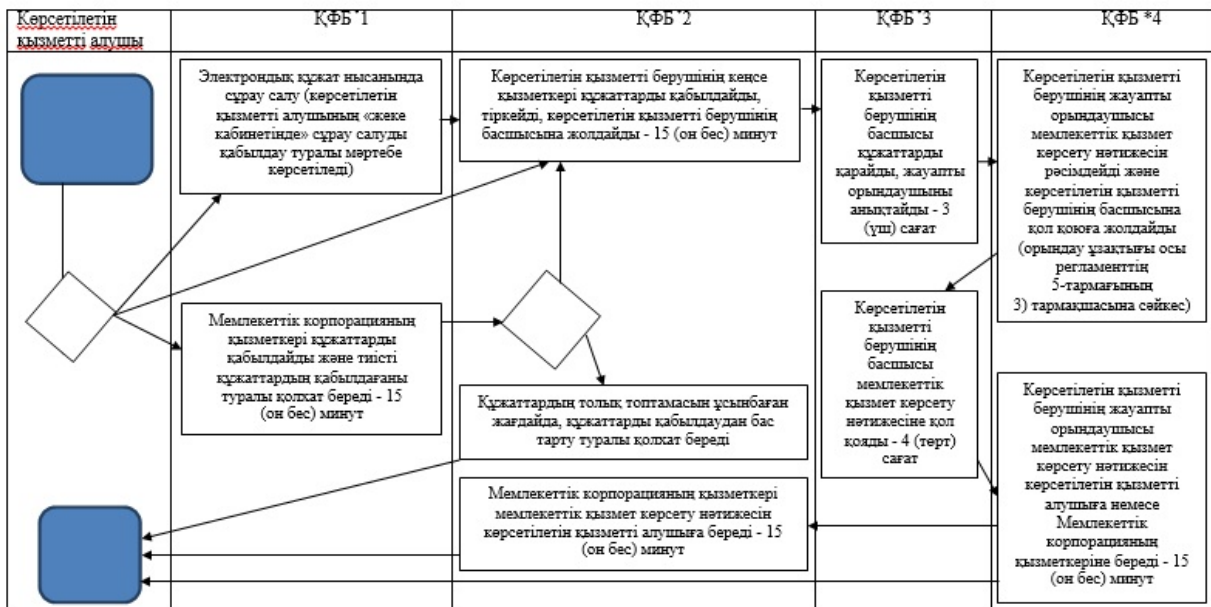 Көрсетілетін
қызметті алушы
ҚФБ*1
ҚФБ*2
ҚФБ*3
ҚФБ *4
Электрондық құжат нысанында
сұрау салу (көрсетілетін
қызметті алушының «жеке
кабинетінде» сұрау салуды
қабылдау туралы мәртебе
көрсетіледі)
Көрсетілетін қызметті берушінің кеңсе
қызметкері құжаттарды қабылдайды,
тіркейді, көрсетілетін қызметті берушінің
басшысына жолдайды - 15 (он бес) минут
Көрсетілетін
қызметті
берушінің
басшысы
құжаттарды
қарайды, жауапты
орындаушыны
анықтайды - 3
(үш) сағат
Көрсетілетін қызметті
берушінің жауапты
орындаушысы
мемлекеттік қызмет
көрсету нәтижесін
рәсімдейді және
көрсетілетін қызметті
берушінің басшысына
қол қоюға жолдайды
(орындау ұзақтығы осы
регламенттің
5-тармағының
3) тармақшасына сәйкес)
Мемлекеттік корпорацияның
қызметкері құжаттарды
қабылдайды және тиісті
құжаттардың қабылдағаны
туралы қолхат береді - 15
(он бес) минут
Құжаттардың толық топтамасын ұсынбаған
жағдайда, құжаттарды қабылдаудан бас
тарту туралы қолхат береді
Көрсетілетін
қызметті
берушінің
басшысы
мемлекеттік
қызмет көрсету
нәтижесіне қол
қояды - 4 (төрт)
сағат
Мемлекеттік корпорацияның қызметкері
мемлекеттік қызмет көрсету нәтижесін
көрсетілетін қызметті алушыға береді - 15
(он бес) минут
Көрсетілетін қызметті
берушінің жауапты
орындаушысы
мемлекеттік қызмет
көрсету нәтижесін
көрсетілетін қызметті
алушыға немесе
Мемлекеттік
корпорацияның
қызметкеріне береді - 15
(он бес) минут